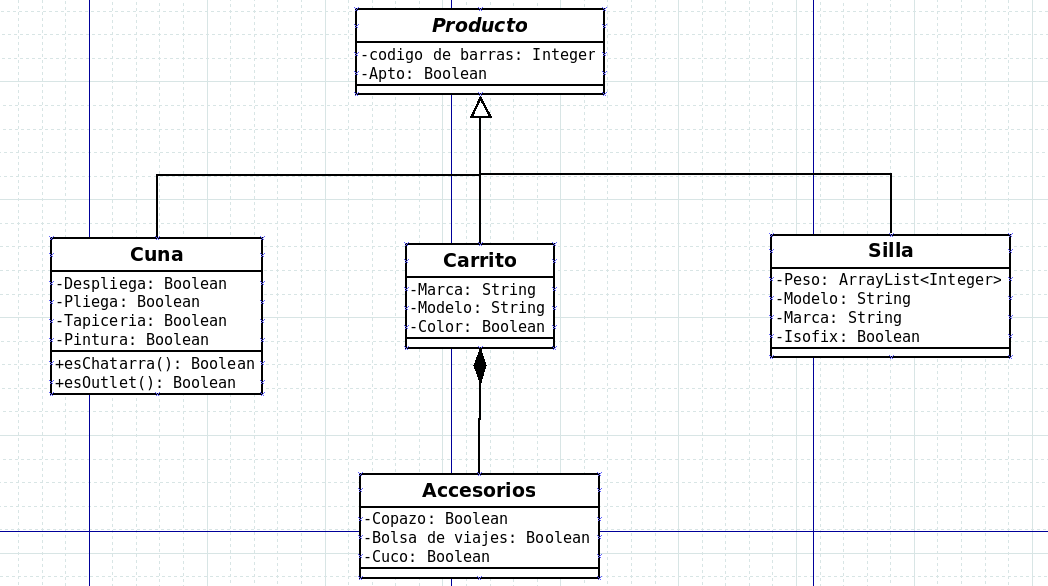 Producto
-codigo de barras: Integer
-Apto: Boolean
Cuna
-Despliega: Boolean
-Pliega: Boolean
-Tapiceria: Boolean
-Pintura: Boolean
+esChatarra(): Boolean
+esOutlet(): Boolean
Carrito
-Marca: String
-Modelo: String
-Color: Boolean
Silla
-Peso: ArrayList<Integer>
-Modelo: String
-Marca: String
-Isofix: Boolean
Accesorios
-Copazo: Boolean
-Bolsa de viajes: Boolean
-Cuco: Boolean